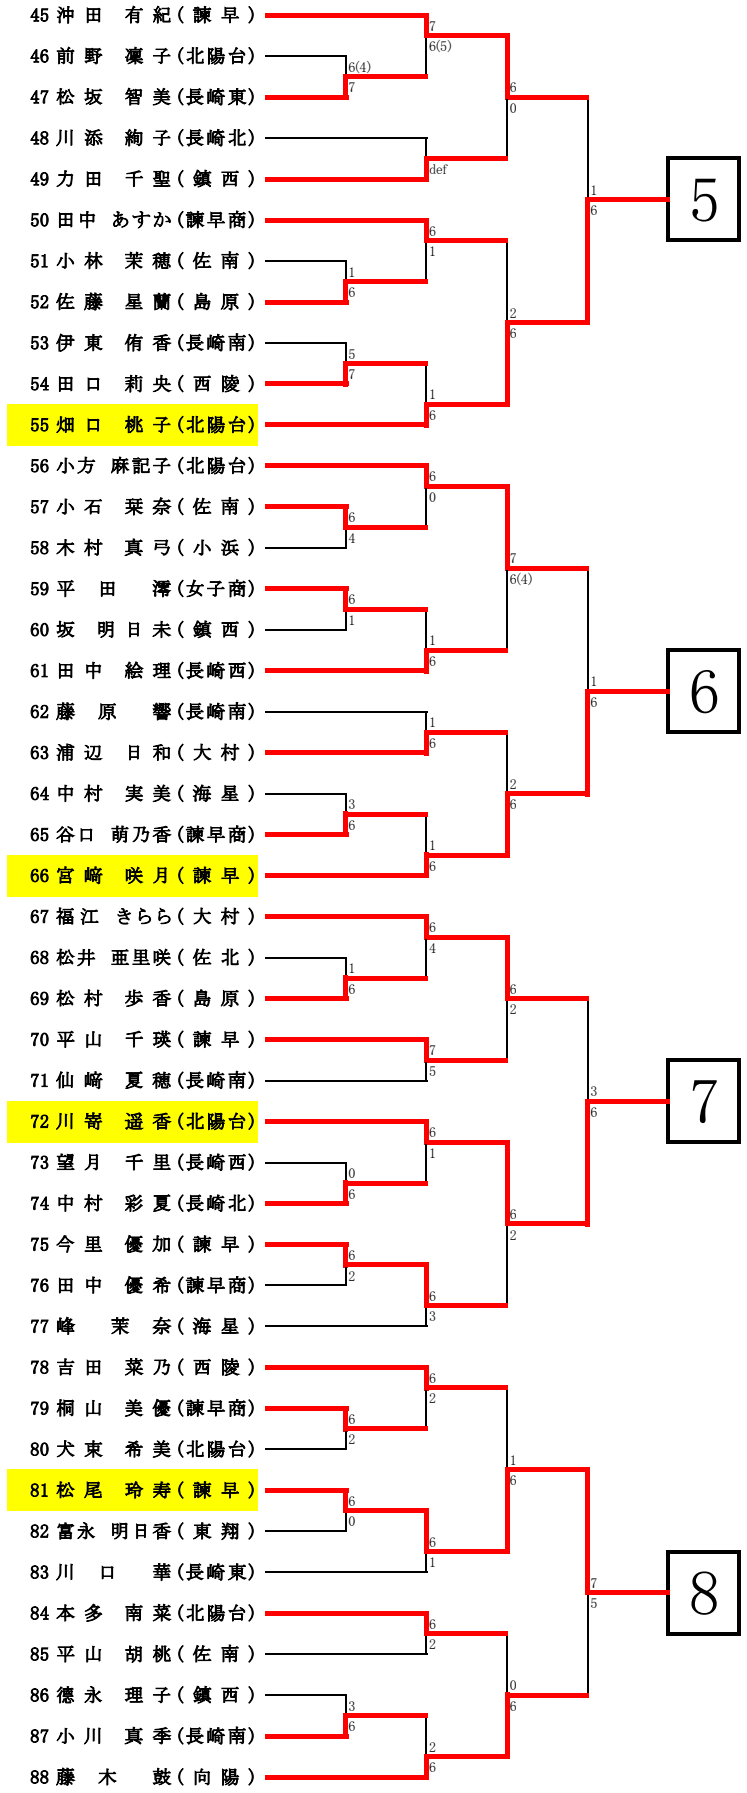 45 沖田 有紀(諫早)
7
6(5)
46 前野 凜子(北陽台)
6(4)
7
47 松坂 智美(長崎東)
6
0
48 川添 絢子(長崎北)
def
49 力田 千聖(鎮西)
1
6
5
50 田中 あすか(諫早商)
6
1
51 小林 茉穂(佐南)
1
6
52 佐藤 星蘭(島原)
2
6
53 伊東 侑香(長崎南)
5
7
54 田口 莉央(西陵)
1
6
55 畑口 桃子(北陽台)
56 小方 麻記子(北陽台)
6
0
57 小石 栞奈(佐南)
6
4
58 木村 真弓(小浜)
7
6(4)
59 平田 澪(女子商)
6
1
60 坂 明日未(鎮西)
1
6
61 田中 絵理(長崎西)
1
6
6
62 藤原 響(長崎南)
1
6
63 浦辺 日和(大村)
2
6
64 中村 実美(海星)
3
6
65 谷口 萌乃香(諫早商)
1
6
66 宮﨑 咲月(諫早)
67 福江 きらら(大村)
6
4
68 松井 亜里咲(佐北)
1
6
69 松村 歩香(島原)
6
2
70 平山 千瑛(諫早)
7
5
71 仙﨑 夏穂(長崎南)
3
6
7
72 川嵜 遥香(北陽台)
6
1
73 望月 千里(長崎西)
0
6
74 中村 彩夏(長崎北)
6
2
75 今里 優加(諫早)
6
2
76 田中 優希(諫早商)
6
3
77 峰 茉奈(海星)
78 吉田 菜乃(西陵)
6
2
79 桐山 美優(諫早商)
6
2
80 犬東 希美(北陽台)
1
6
81 松尾 玲寿(諫早)
6
0
82 富永 明日香(東翔)
6
1
83 川口 華(長崎東)
7
5
8
84 本多 南菜(北陽台)
6
2
85 平山 胡桃(佐南)
0
6
86 德永 理子(鎮西)
3
6
87 小川 真季(長崎南)
2
6
88 藤木 鼓(向陽)